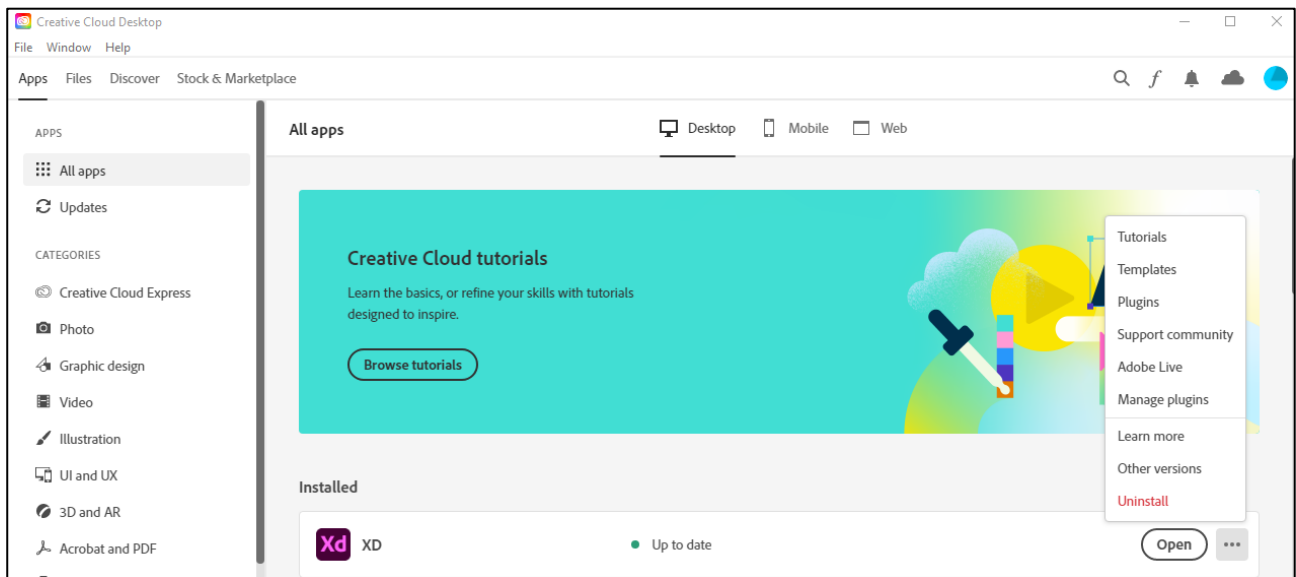 Creative Cloud Desktop
File Window Help
Apps Files Discover Stock & Marketplace
f
APPS
All apps
Updates
CATEGORIES
Creative Cloud Express
Photo
Graphic design
Video
Illustration
UI and UX
3D and AR
Acrobat and PDF
All apps
Desktop Mobile Web
Creative Cloud tutorials
Learn the basics, or refine your skills with tutorials
designed to inspire.
Browse tutorials
Tutorials
Templates
Plugins
Support community
Adobe Live
Manage plugins
Learn more
Other versions
Uninstall
Installed
Xd XD Up to date Open